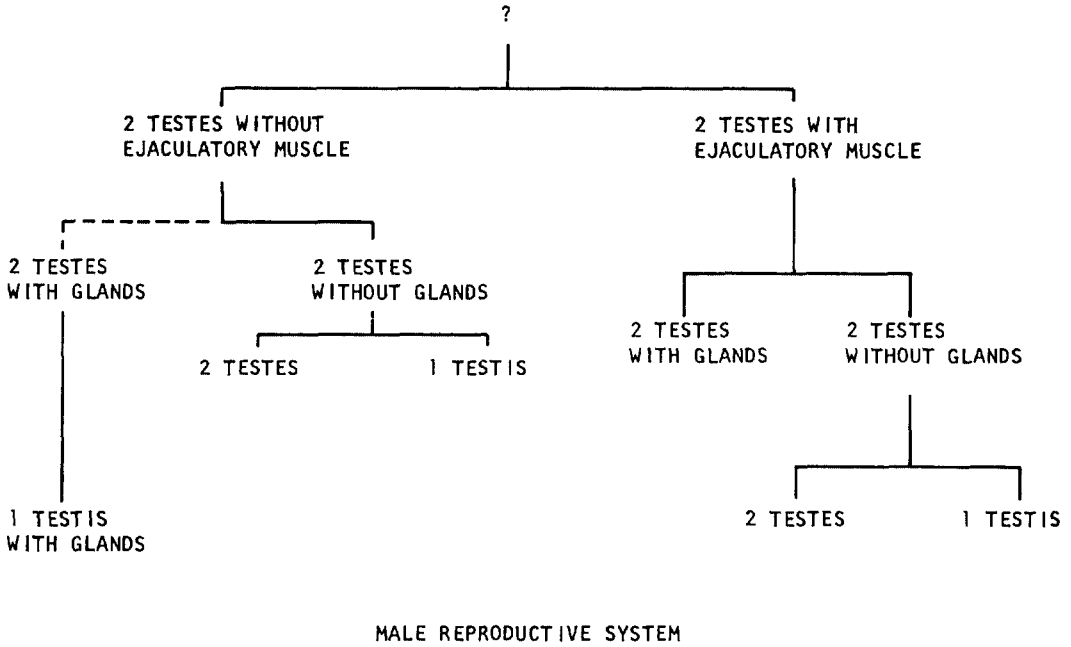 ?
2 TESTES WITHOUT
EJACULATORY MUSCLE
2 TESTES WITH
EJACULATORY MUSCLE
2 TESTES
WITH GLANDS
2 TESTES
WITHOUT GLANDS
2 TESTES
WITH GLANDS
2 TESTES
WITHOUT GLANDS
2 TESTES
1 TESTIS
1 TESTIS
WITH GLANDS
2 TESTES
1 TESTIS
MALE REPRODUCTIVE SYSTEM